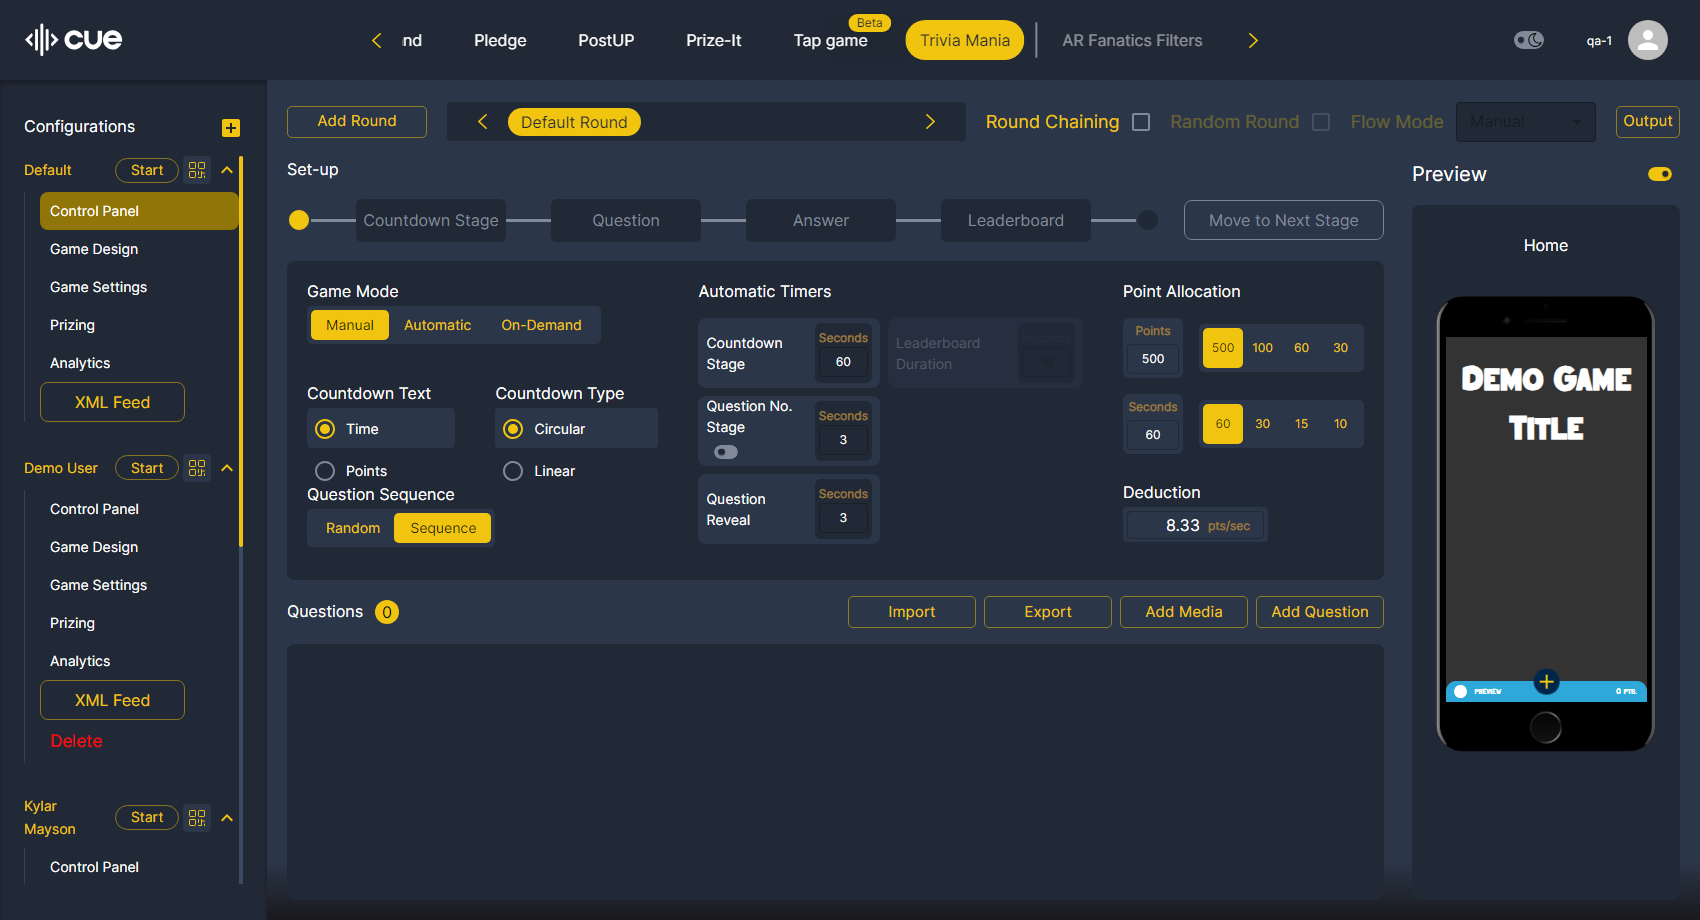 cue
nd
Pledge
PostUP
Prize-It
Tap game
Beta
Trivia Mania
AR Fanatics Filters
qa-1
Configurations
Default
Start
Control Panel
Game Design
Game Settings
Prizing
Analytics
XML Feed
Demo User
Start
Control Panel
Game Design
Game Settings
Prizing
Analytics
XML Feed
Delete
Kylar
Mayson
Start
Control Panel
Add Round
Default Round
Round Chaining
Random Round
Flow Mode
Manual
Output
Set-up
Countdown Stage
Question
Answer
Leaderboard
Move to Next Stage
Game Mode
Manual
Automatic
On-Demand
Countdown Text
Time
Points
Countdown Type
Circular
Linear
Question Sequence
Random
Sequence
Automatic Timers
Countdown
Stage
Seconds
60
Leaderboard
Duration
Seconds
10
Question No.
Stage
Seconds
3
Question
Reveal
Seconds
3
Point Allocation
Points
500
500
100
60
30
Seconds
60
60
30
15
10
Deduction
8.33 pts/sec
Questions 0
Import
Export
Add Media
Add Question
Preview
Home
Demo Game
Title
PREVIEW
0 PTS.